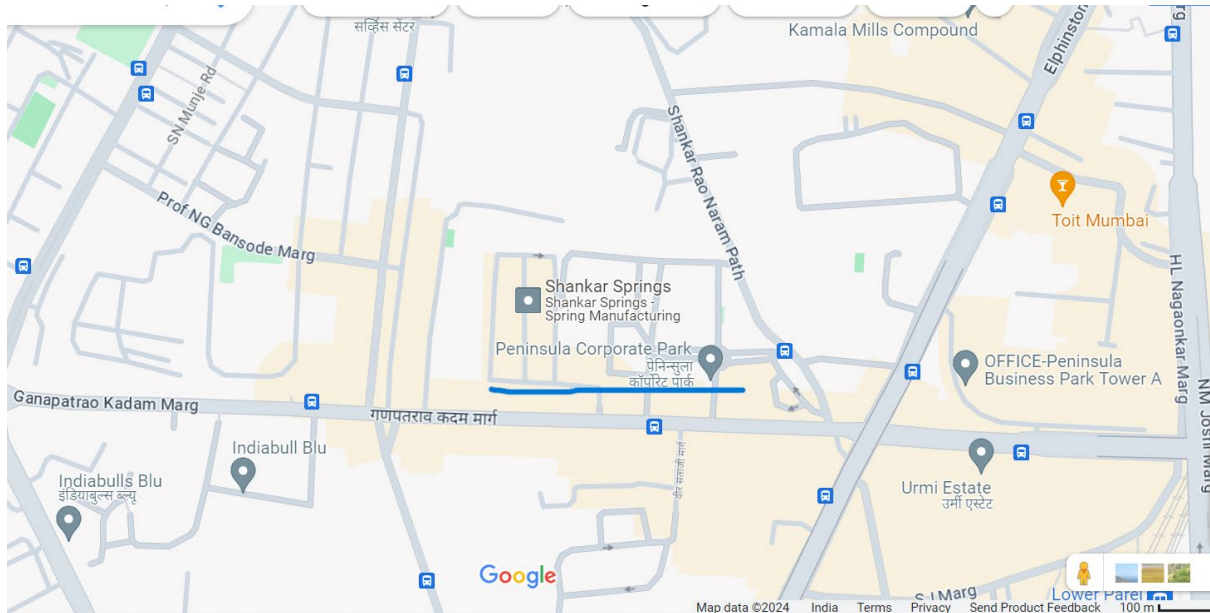 सर्व्हिस सेंटर
Kamala Mills Compound
SN Munje Rd
Shankar Rao Naram Path
Toit Mumbai
Prof NG Bansode Marg
HL Nagaonkar Marg
Shankar Springs
Shankar Springs -
Spring Manufacturing
Peninsula Corporate Park
पेनिन्सुला
कॉर्पोरेट पार्क
OFFICE-Peninsula
Business Park Tower A
Ganapatrao Kadam Marg
गणपतराव कदम मार्ग
NM Joshi Marg
Indiabull Blu
Indiabulls Blu
इंडियाबुल्स ब्ल्यू
Urmi Estate
उर्मी एस्टेट
Google
S J Marg
Lower Parel
Map data ©2024 India Terms Privacy Send Product Feedback 100 m